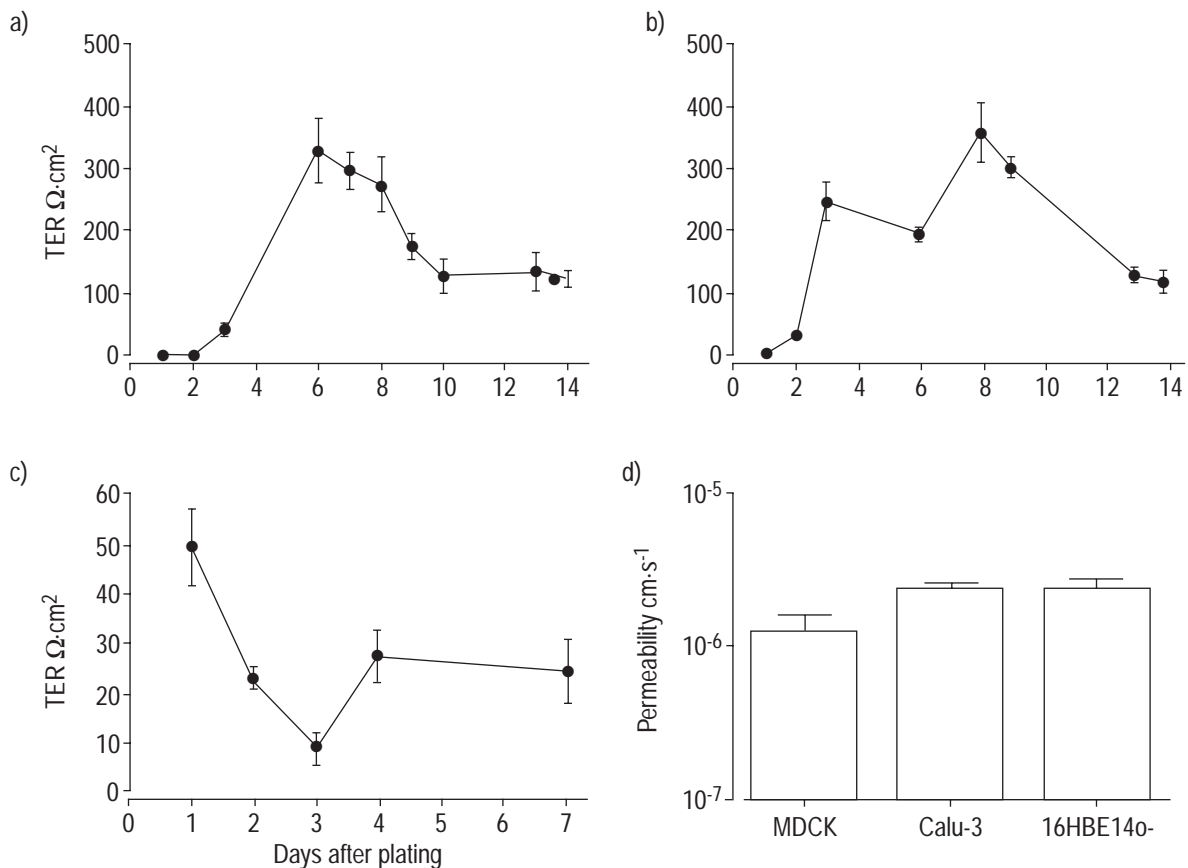 a)
500
400
300
200
100
0
TER Ω·cm²
0 2 4 6 8 10 12 14
b)
500
400
300
200
100
0
0 2 4 6 8 10 12 14
c)
60
50
40
30
20
10
0
TER Ω·cm²
0 1 2 3 4 5 6 7
Days after plating
d)
10⁻⁵
10⁻⁶
10⁻⁷
Permeability cm·s⁻¹
MDCK Calu-3 16HBE14o-